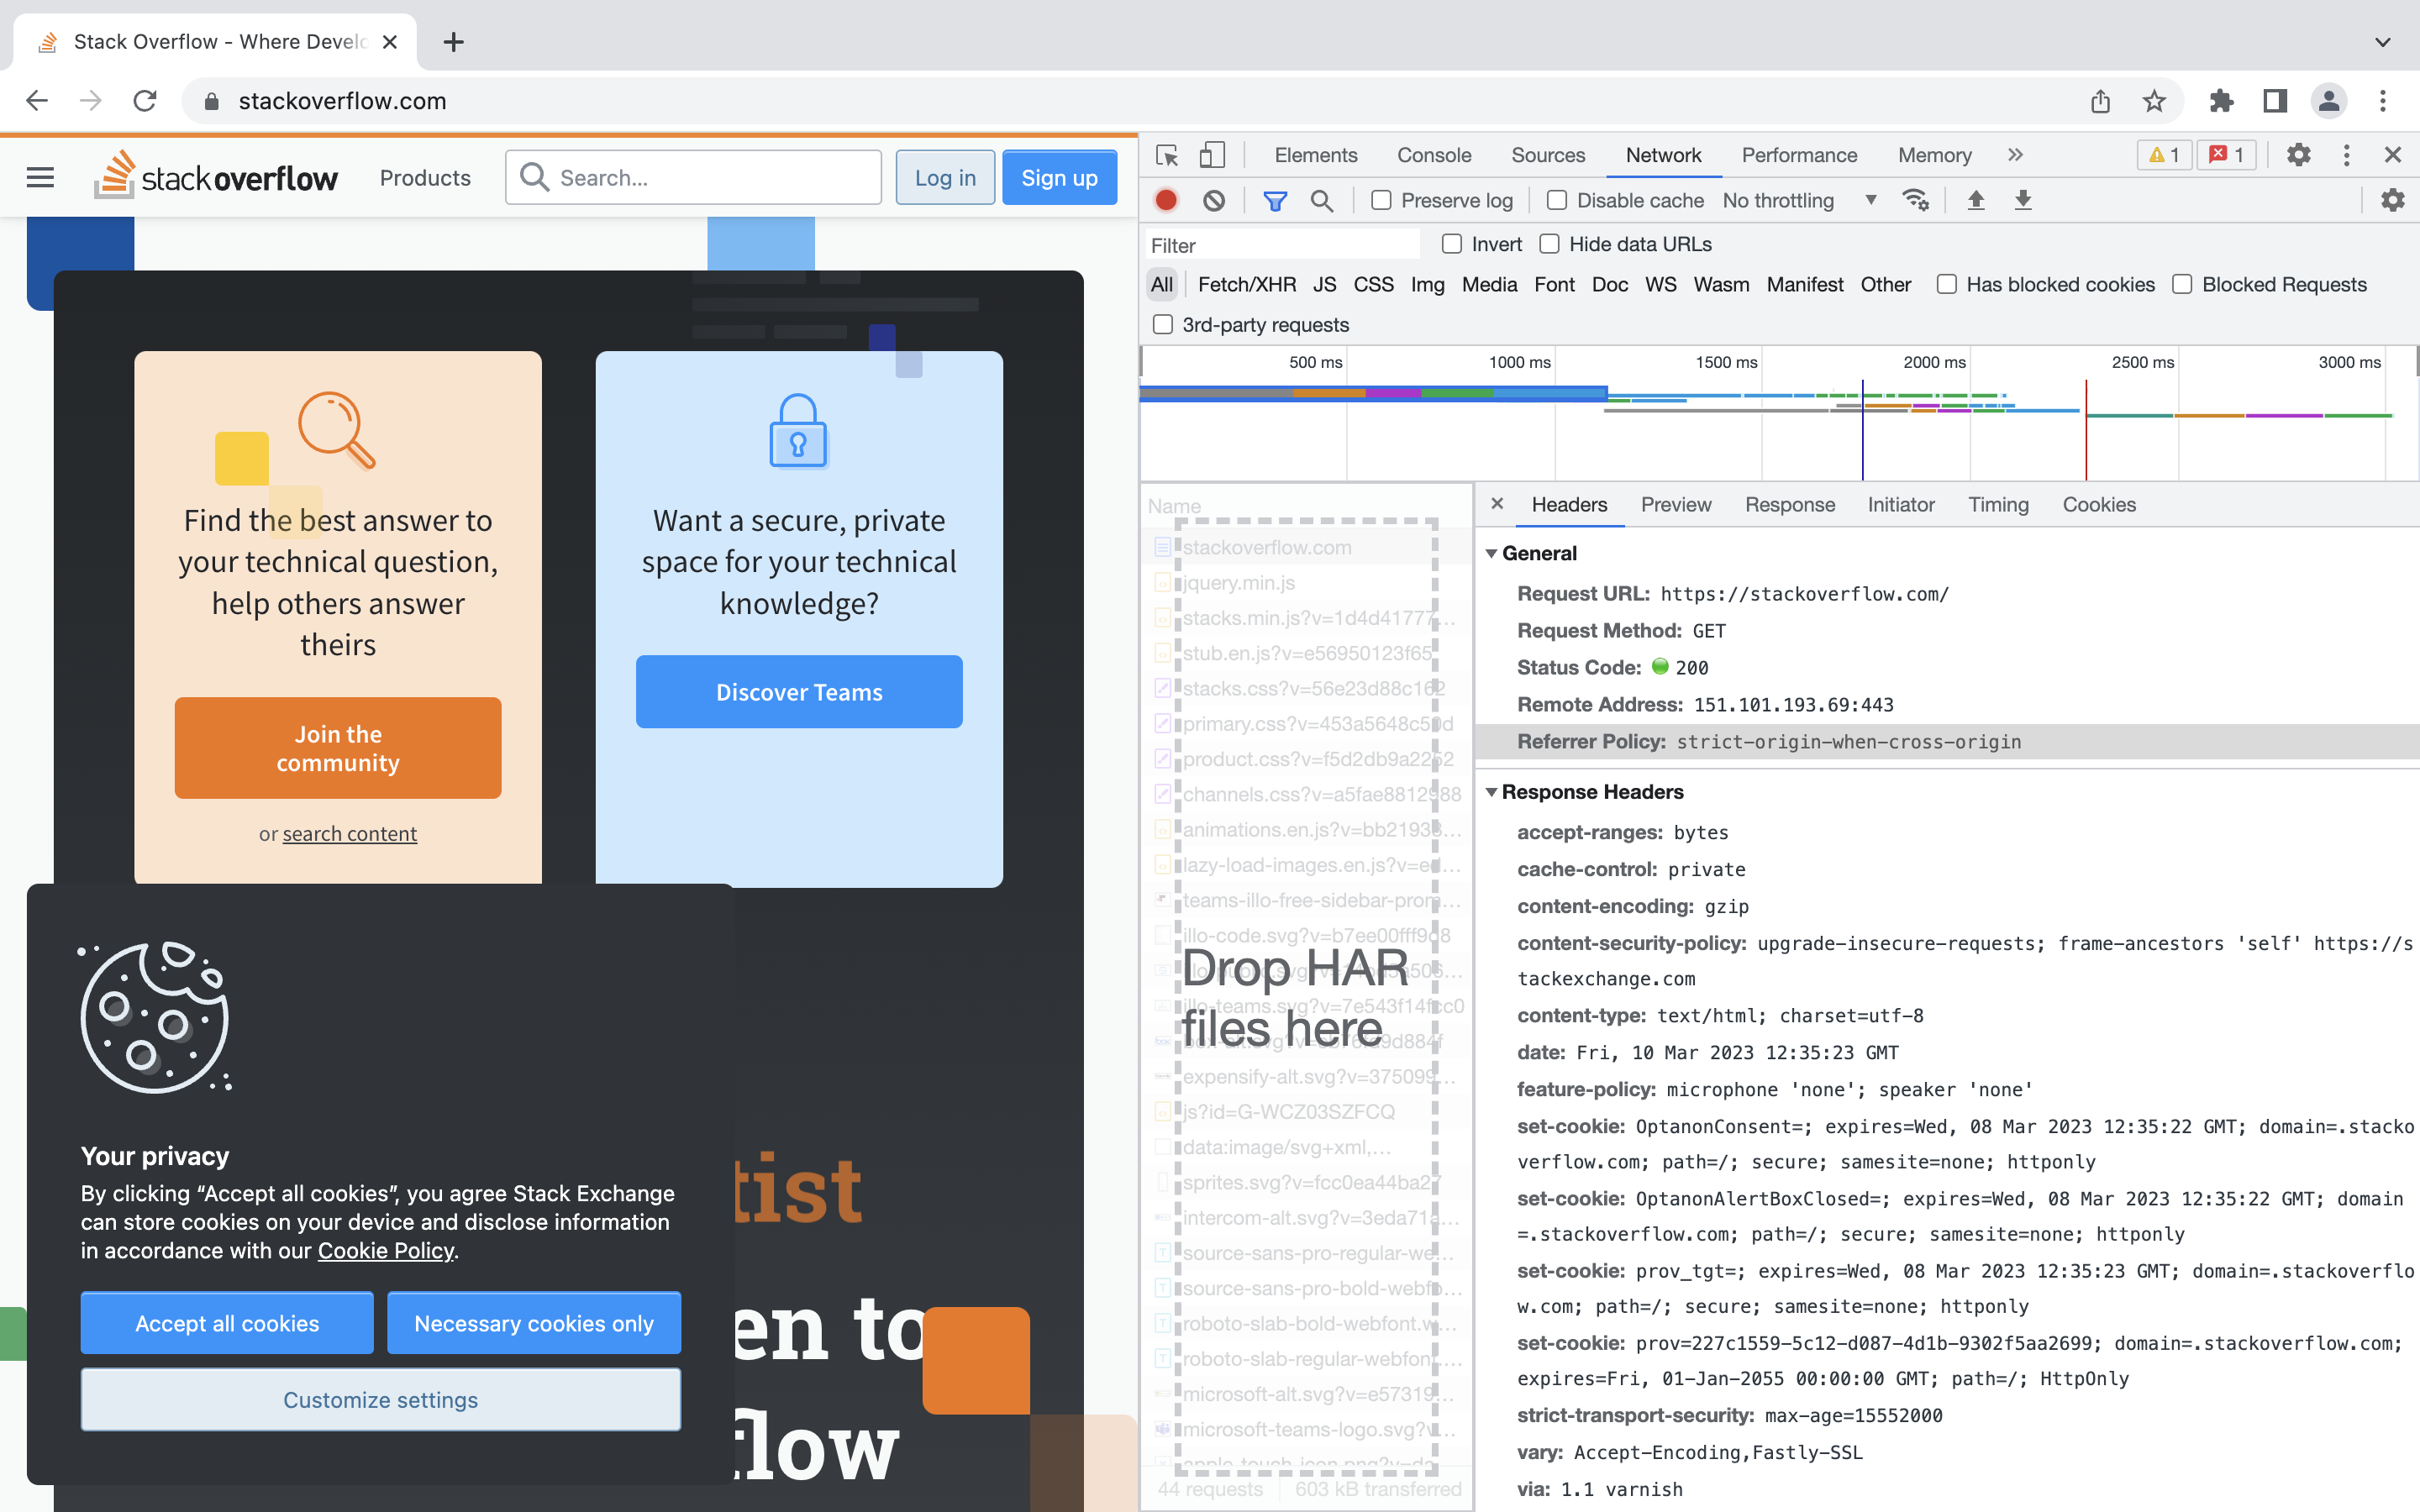 Stack Overflow - Where Develo
stackoverflow.com
stackoverflow
Products
Search...
Log in
Sign up
Find the best answer to
your technical question,
help others answer
theirs
Join the
community
or search content
Want a secure, private
space for your technical
knowledge?
Discover Teams
tist
en to
flow
Your privacy
By clicking “Accept all cookies”, you agree Stack Exchange
can store cookies on your device and disclose information
in accordance with our Cookie Policy.
Accept all cookies
Necessary cookies only
Customize settings
Elements Console Sources Network Performance Memory 1 1
Preserve log Disable cache No throttling
Filter Invert Hide data URLs
All Fetch/XHR JS CSS Img Media Font Doc WS Wasm Manifest Other Has blocked cookies Blocked Requests
3rd-party requests
500 ms 1000 ms 1500 ms 2000 ms 2500 ms 3000 ms
Name
stackoverflow.com
jquery.min.js
stacks.min.js?v=1d4d41777...
stub.en.js?v=e56950123f65
stacks.css?v=56e23d88c162
primary.css?v=453a5648c50d
product.css?v=f5d2db9a2252
channels.css?v=a5fae8812988
animations.en.js?v=bb21938...
lazy-load-images.en.js?v=ed...
teams-illo-free-sidebar-prom...
illo-code.svg?v=b7ee00fff9d8
Drop HAR
illo-teams.svg?v=7e543f14fcc0
files here
expensify-alt.svg?v=375099...
js?id=G-WCZ03SZFCQ
data:image/svg+xml,...
sprites.svg?v=fcc0ea44ba27
intercom-alt.svg?v=3eda71a...
source-sans-pro-regular-we...
source-sans-pro-bold-webfo...
roboto-slab-bold-webfont.w...
roboto-slab-regular-webfont....
microsoft-alt.svg?v=e57319...
microsoft-teams-logo.svg?v...
apple-touch-icon.png?v=da
44 requests 603 kB transferred
Headers Preview Response Initiator Timing Cookies
General
Request URL: https://stackoverflow.com/
Request Method: GET
Status Code: 200
Remote Address: 151.101.193.69:443
Referrer Policy: strict-origin-when-cross-origin
Response Headers
accept-ranges: bytes
cache-control: private
content-encoding: gzip
content-security-policy: upgrade-insecure-requests; frame-ancestors 'self' https://s
tackexchange.com
content-type: text/html; charset=utf-8
date: Fri, 10 Mar 2023 12:35:23 GMT
feature-policy: microphone 'none'; speaker 'none'
set-cookie: OptanonConsent=; expires=Wed, 08 Mar 2023 12:35:22 GMT; domain=.stacko
verflow.com; path=/; secure; samesite=none; httponly
set-cookie: OptanonAlertBoxClosed=; expires=Wed, 08 Mar 2023 12:35:22 GMT; domain
=.stackoverflow.com; path=/; secure; samesite=none; httponly
set-cookie: prov_tgt=; expires=Wed, 08 Mar 2023 12:35:23 GMT; domain=.stackoverflo
w.com; path=/; secure; samesite=none; httponly
set-cookie: prov=227c1559-5c12-d087-4d1b-9302f5aa2699; domain=.stackoverflow.com;
expires=Fri, 01-Jan-2055 00:00:00 GMT; path=/; HttpOnly
strict-transport-security: max-age=15552000
vary: Accept-Encoding,Fastly-SSL
via: 1.1 varnish